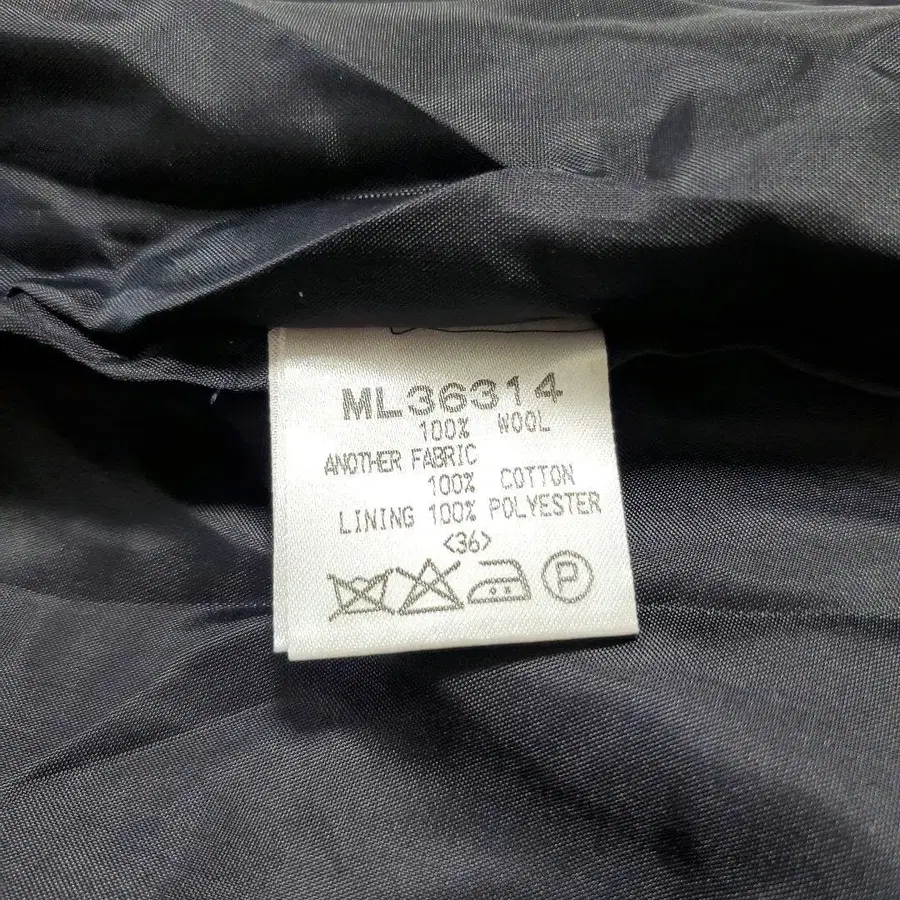 ML36314
100% WOOL
ANOTHER FABRIC
100% COTTON
LINING 100% POLYESTER
<36>
P